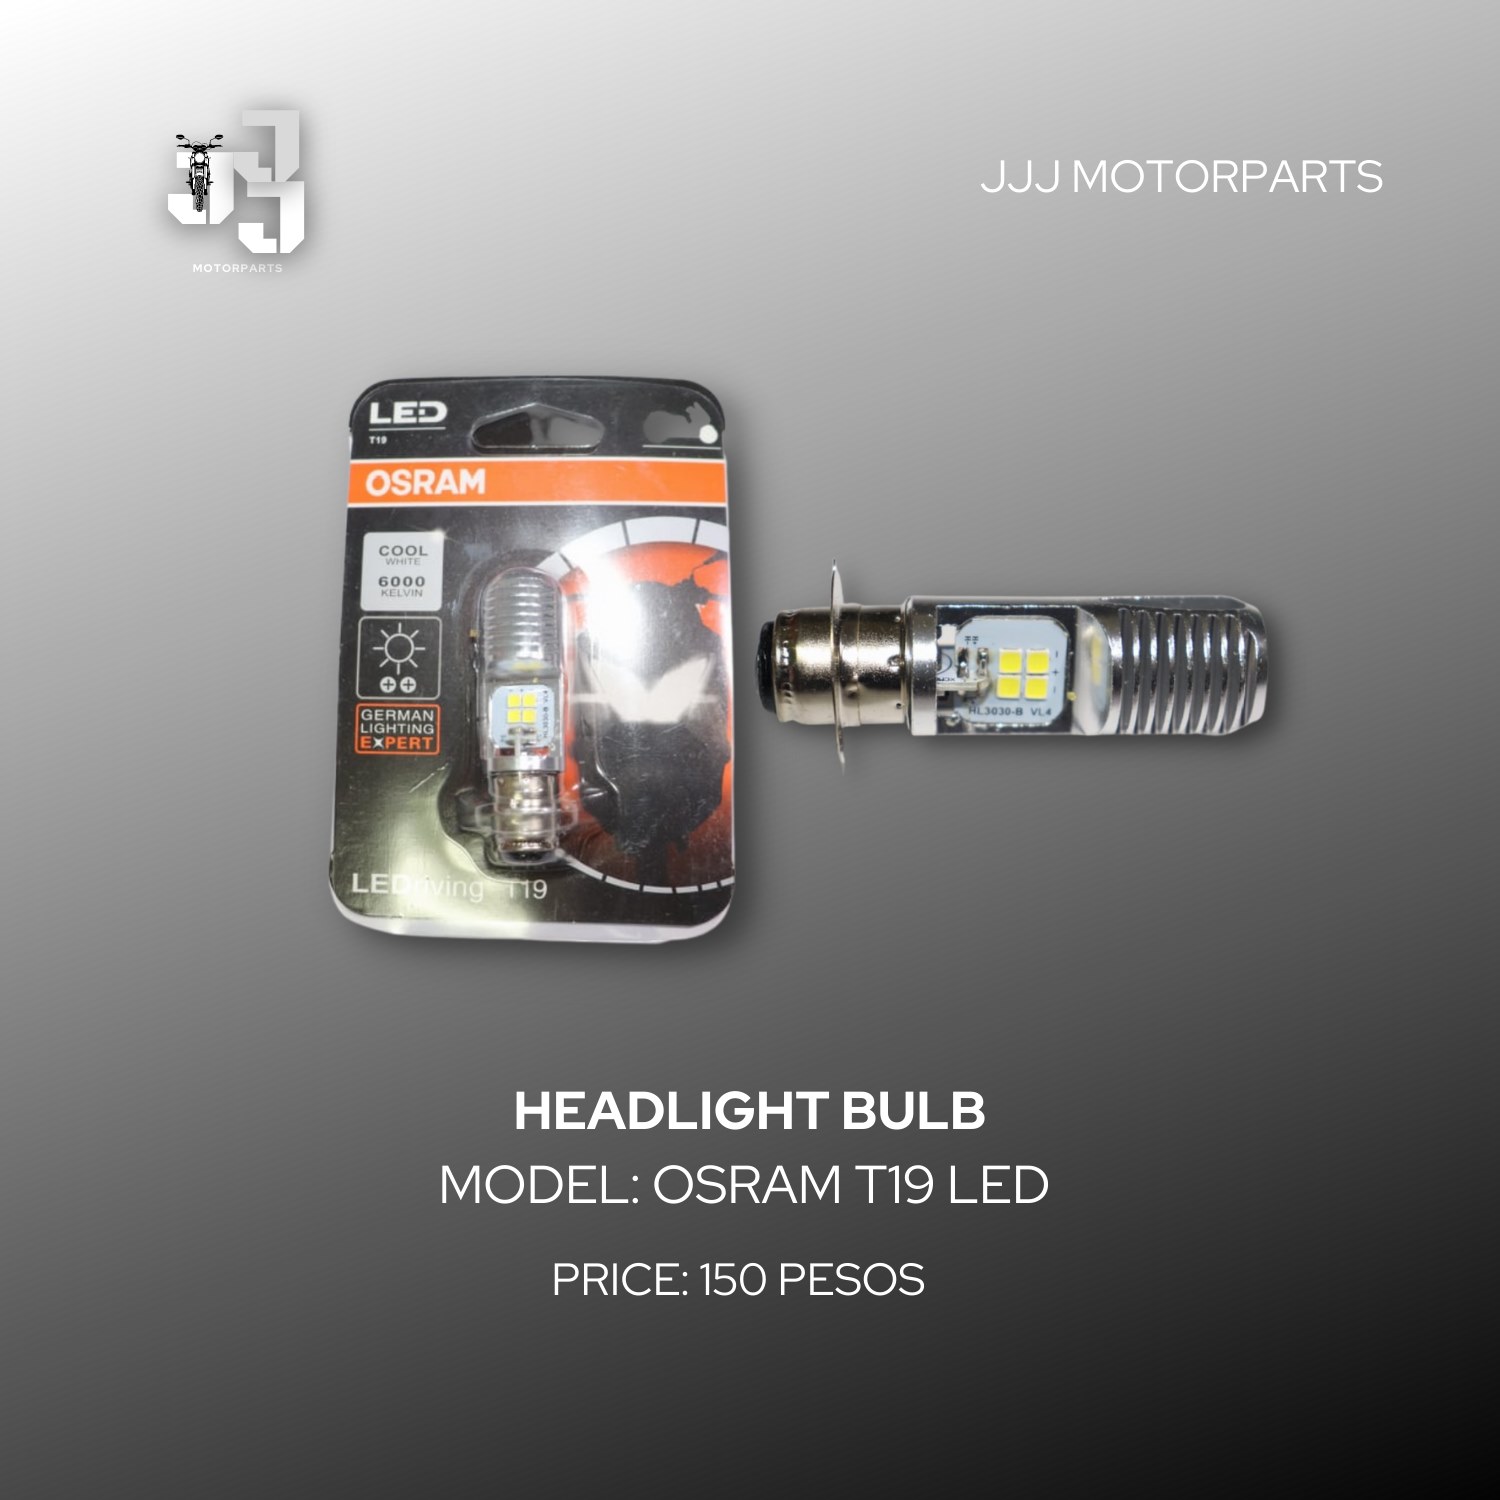 JJJ
MOTORPARTS
JJJ MOTORPARTS
LED
T19
OSRAM
COOL
WHITE
6000
KELVIN
GERMAN
LIGHTING
EXPERT
LEDriving T19
HL3030-B VL4
HEADLIGHT BULB
MODEL: OSRAM T19 LED
PRICE: 150 PESOS